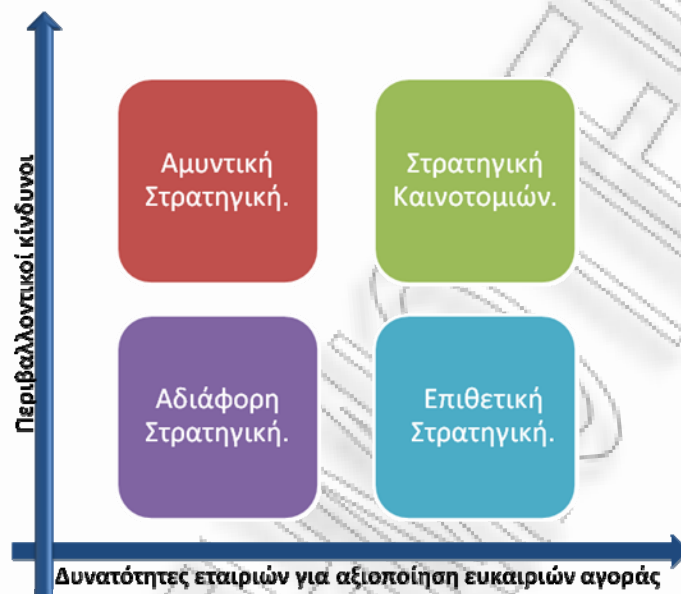 Περιβαλλοντικοί κίνδυνοι
Αμυντική
Στρατηγική.
Στρατηγική
Καινοτομιών.
Αδιάφορη
Στρατηγική.
Επιθετική
Στρατηγική.
Δυνατότητες εταιριών για αξιοποίηση ευκαιριών αγοράς